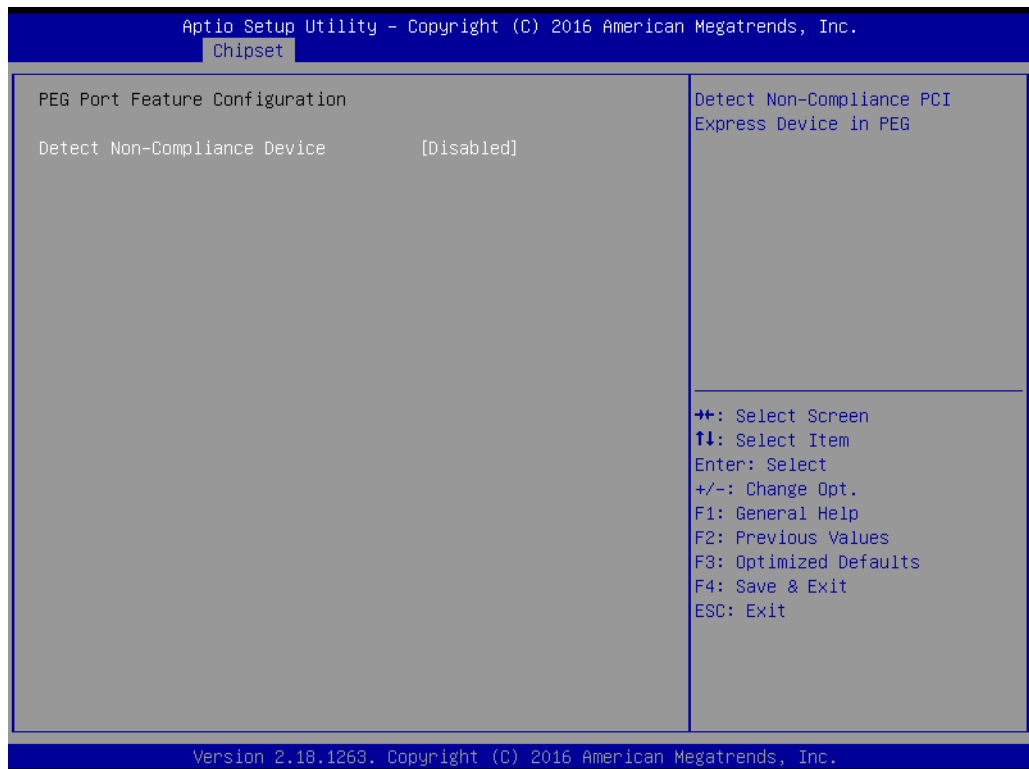 Aptio Setup Utility – Copyright (C) 2016 American Megatrends, Inc.
Chipset
PEG Port Feature Configuration
Detect Non-Compliance Device [Disabled]
Detect Non-Compliance PCI
Express Device in PEG
→←: Select Screen
↑↓: Select Item
Enter: Select
+/-: Change Opt.
F1: General Help
F2: Previous Values
F3: Optimized Defaults
F4: Save & Exit
ESC: Exit
Version 2.18.1263. Copyright (C) 2016 American Megatrends, Inc.